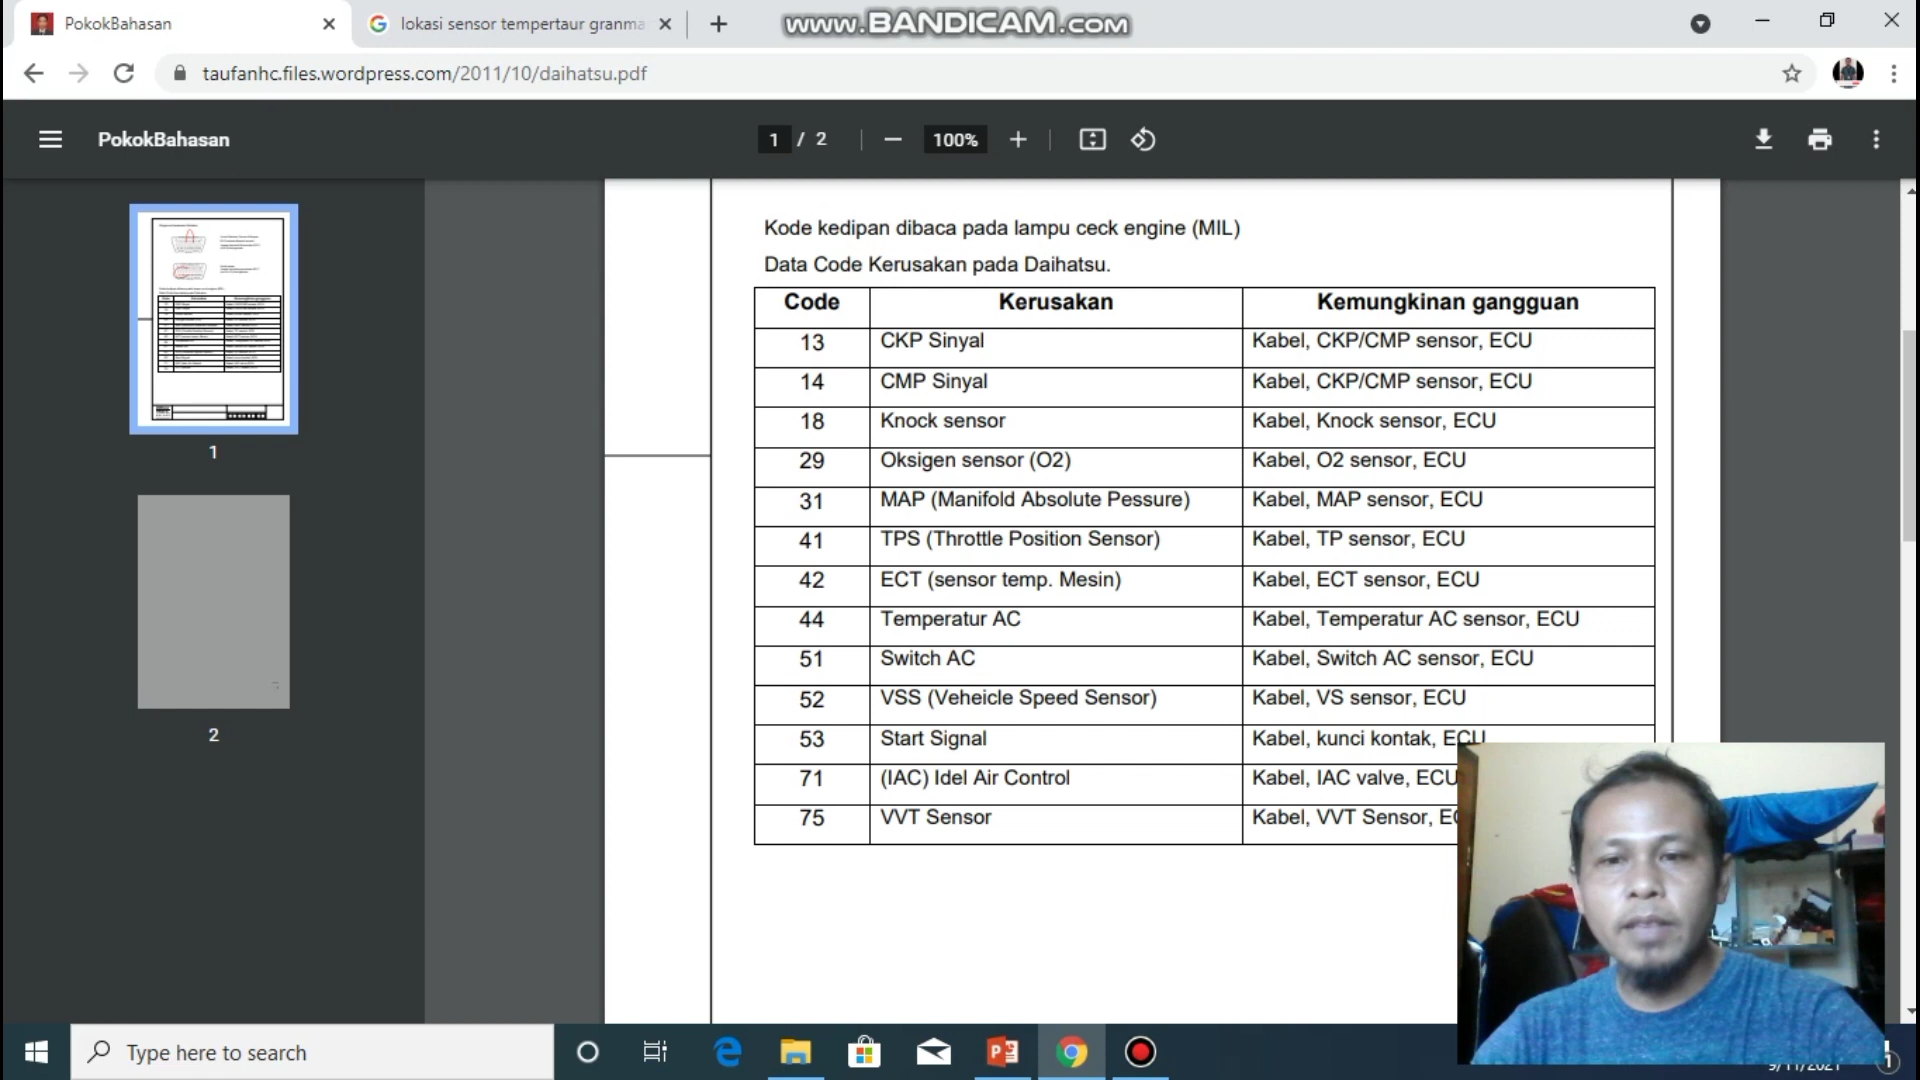 PokokBahasan
lokasi sensor tempertaur granma
www.BANDICAM.com
taufanhc.files.wordpress.com/2011/10/daihatsu.pdf
PokokBahasan
1 / 2
100%
1
2
Kode kedipan dibaca pada lampu ceck engine (MIL)
Data Code Kerusakan pada Daihatsu.
Code Kerusakan Kemungkinan gangguan
13 CKP Sinyal Kabel, CKP/CMP sensor, ECU
14 CMP Sinyal Kabel, CKP/CMP sensor, ECU
18 Knock sensor Kabel, Knock sensor, ECU
29 Oksigen sensor (O2) Kabel, O2 sensor, ECU
31 MAP (Manifold Absolute Pessure) Kabel, MAP sensor, ECU
41 TPS (Throttle Position Sensor) Kabel, TP sensor, ECU
42 ECT (sensor temp. Mesin) Kabel, ECT sensor, ECU
44 Temperatur AC Kabel, Temperatur AC sensor, ECU
51 Switch AC Kabel, Switch AC sensor, ECU
52 VSS (Veheicle Speed Sensor) Kabel, VS sensor, ECU
53 Start Signal Kabel, kunci kontak, ECU
71 (IAC) Idel Air Control Kabel, IAC valve, ECU
75 VVT Sensor Kabel, VVT Sensor,
Type here to search
9/11/2021
1